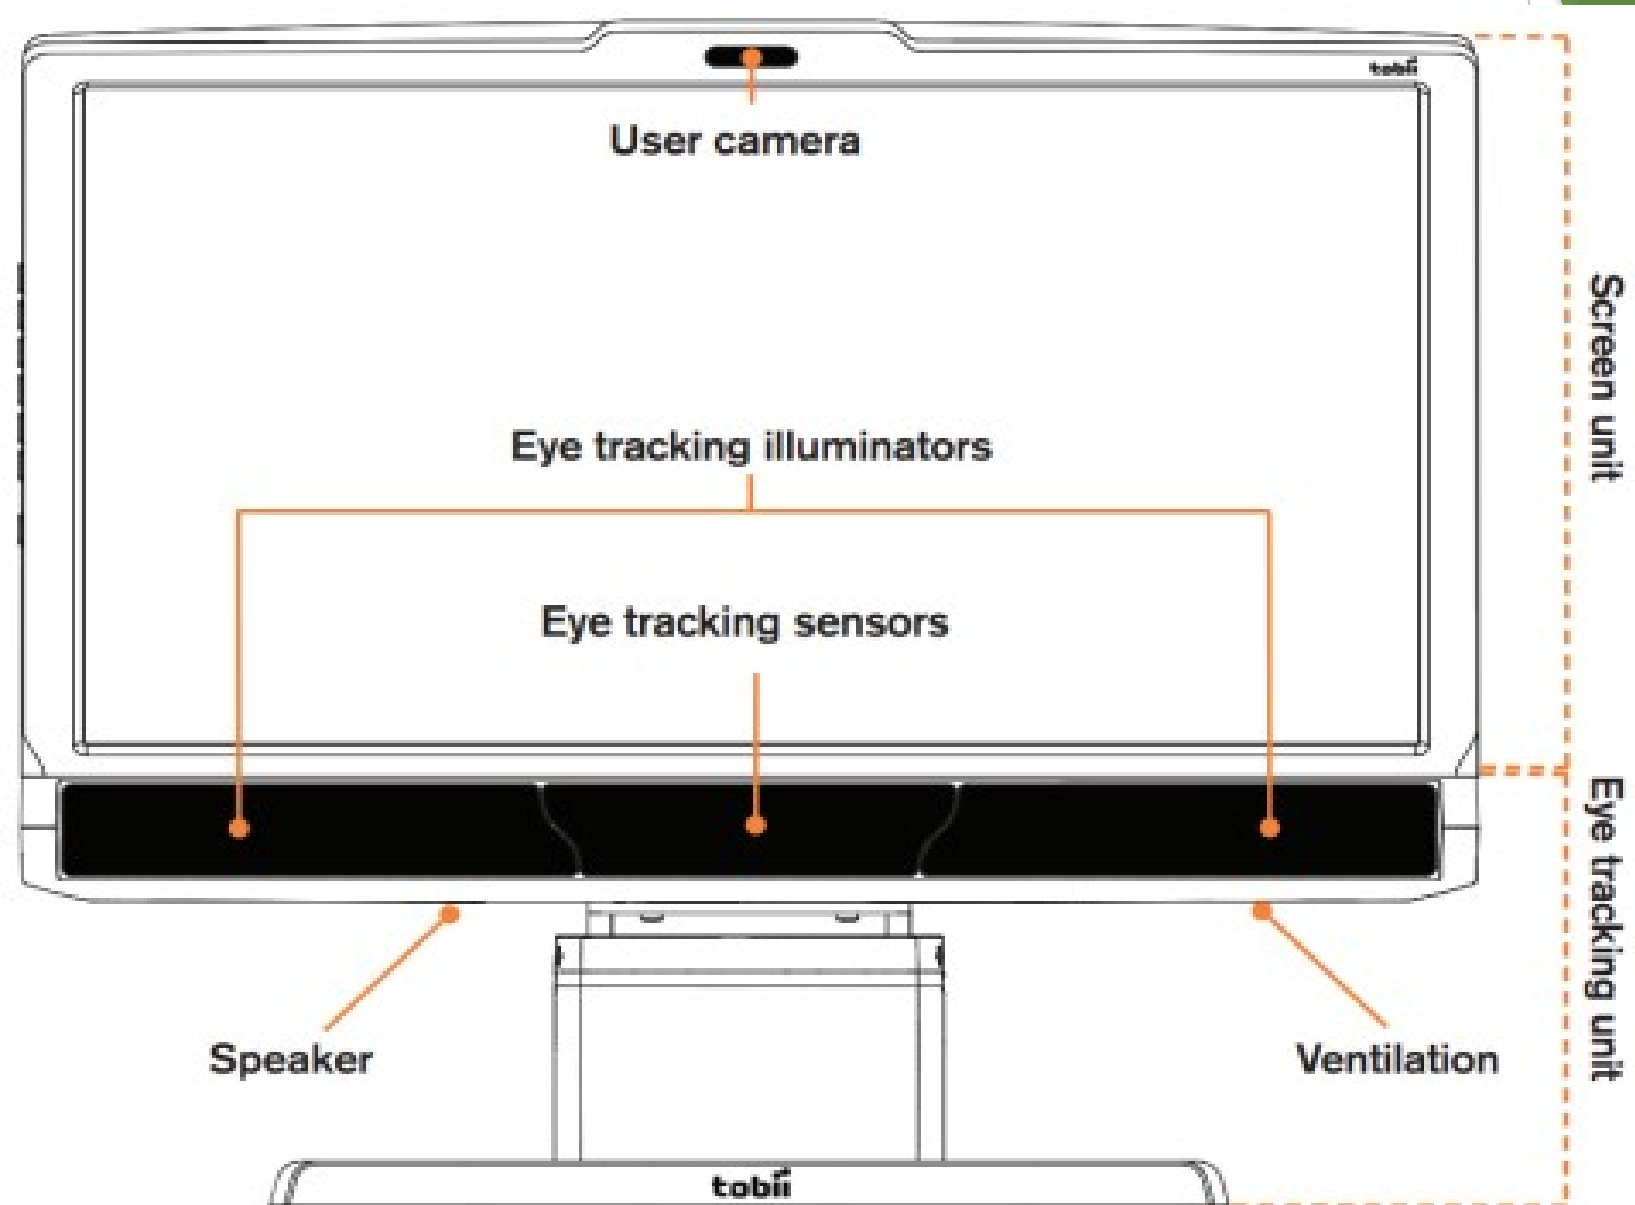 tobii
User camera
Screen unit
Eye tracking illuminators
Eye tracking sensors
Eye tracking unit
Speaker
Ventilation
tobii